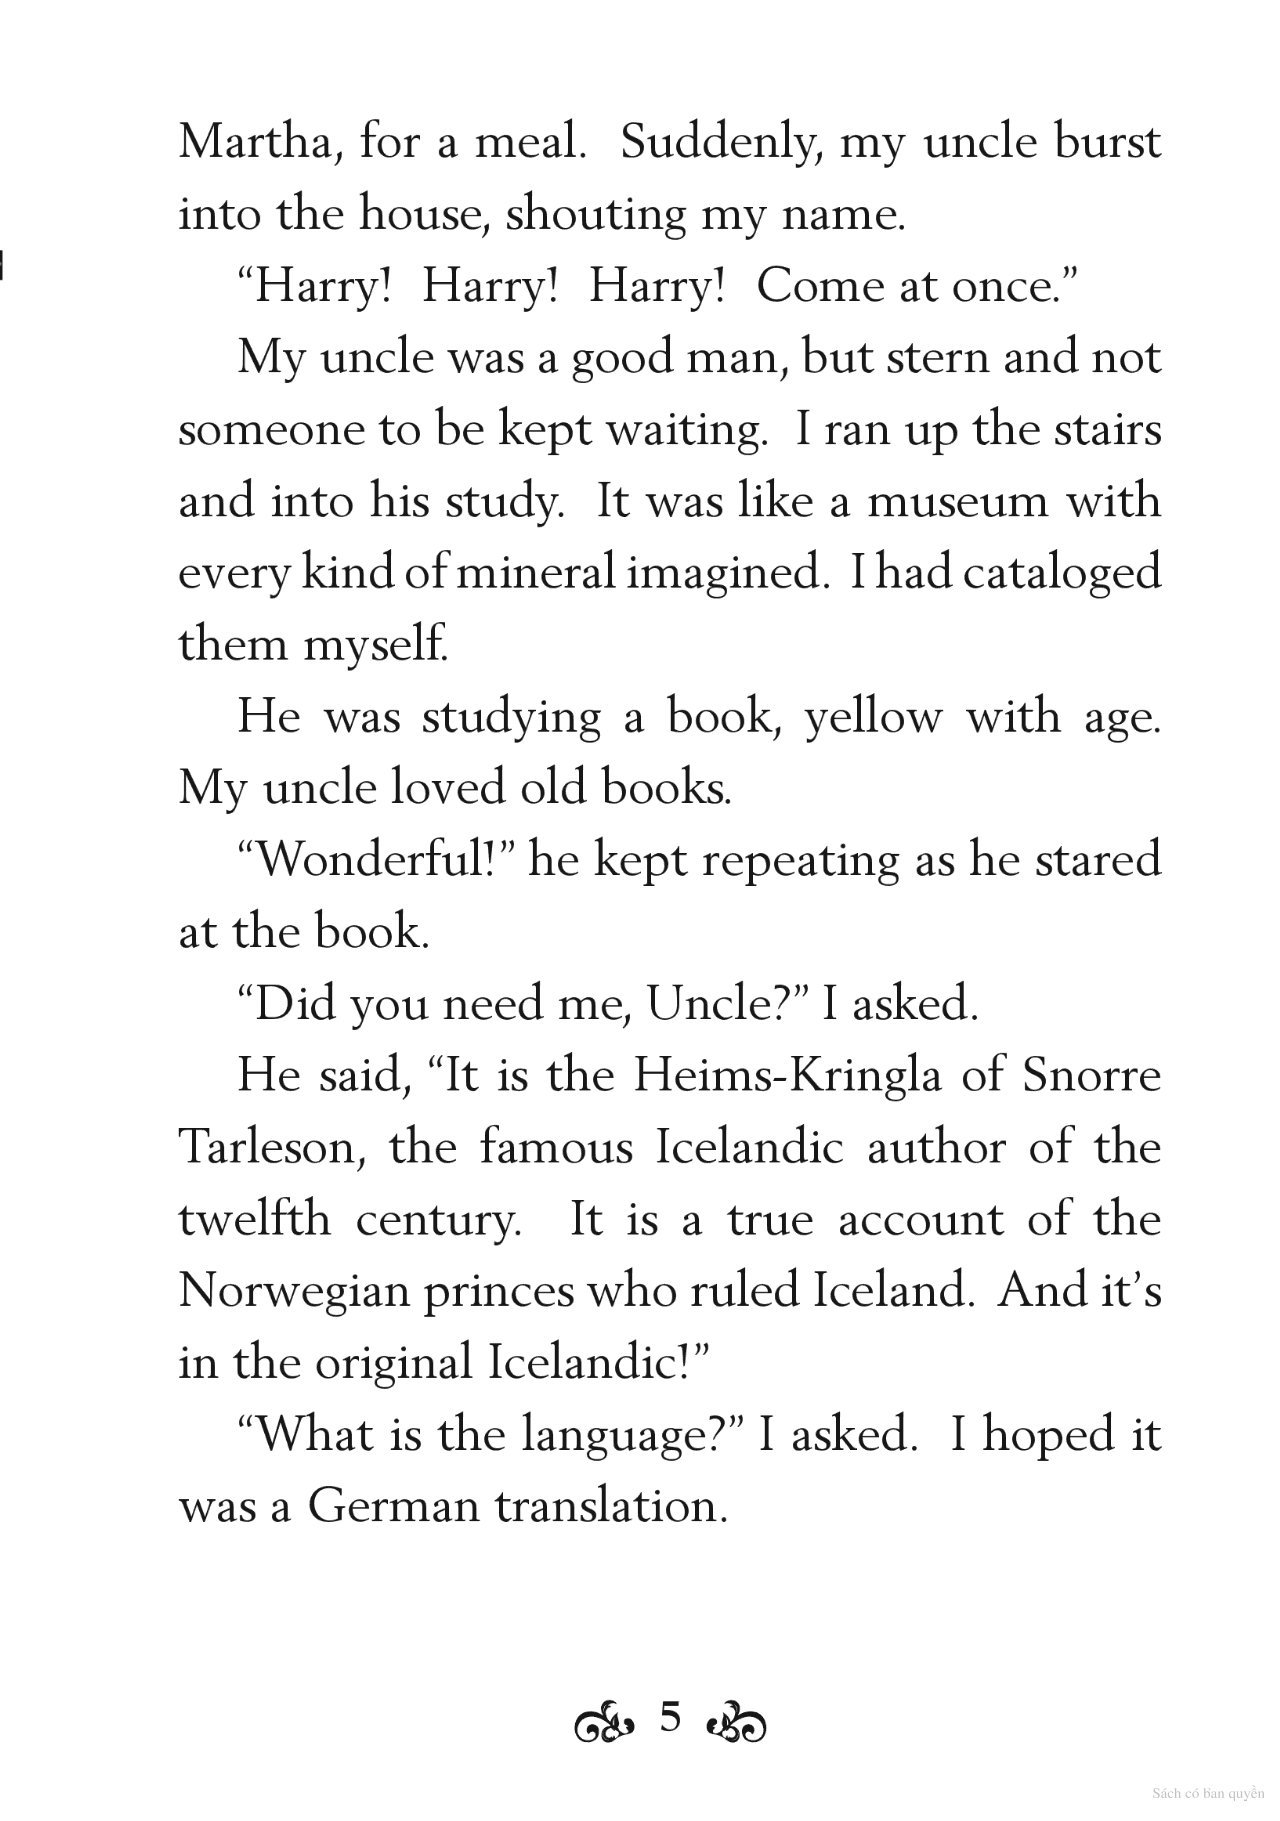 Martha, for a meal. Suddenly, my uncle burst
into the house, shouting my name.
“Harry! Harry! Harry! Come at once.”
My uncle was a good man, but stern and not
someone to be kept waiting. I ran up the stairs
and into his study. It was like a museum with
every kind of mineral imagined. I had cataloged
them myself.
He was studying a book, yellow with age.
My uncle loved old books.
“Wonderful!” he kept repeating as he stared
at the book.
“Did you need me, Uncle?” I asked.
He said, “It is the Heims-Kringla of Snorre
Tarleson, the famous Icelandic author of the
twelfth century. It is a true account of the
Norwegian princes who ruled Iceland. And it’s
in the original Icelandic!”
“What is the language?” I asked. I hoped it
was a German translation.
5
Sách có bản quyền